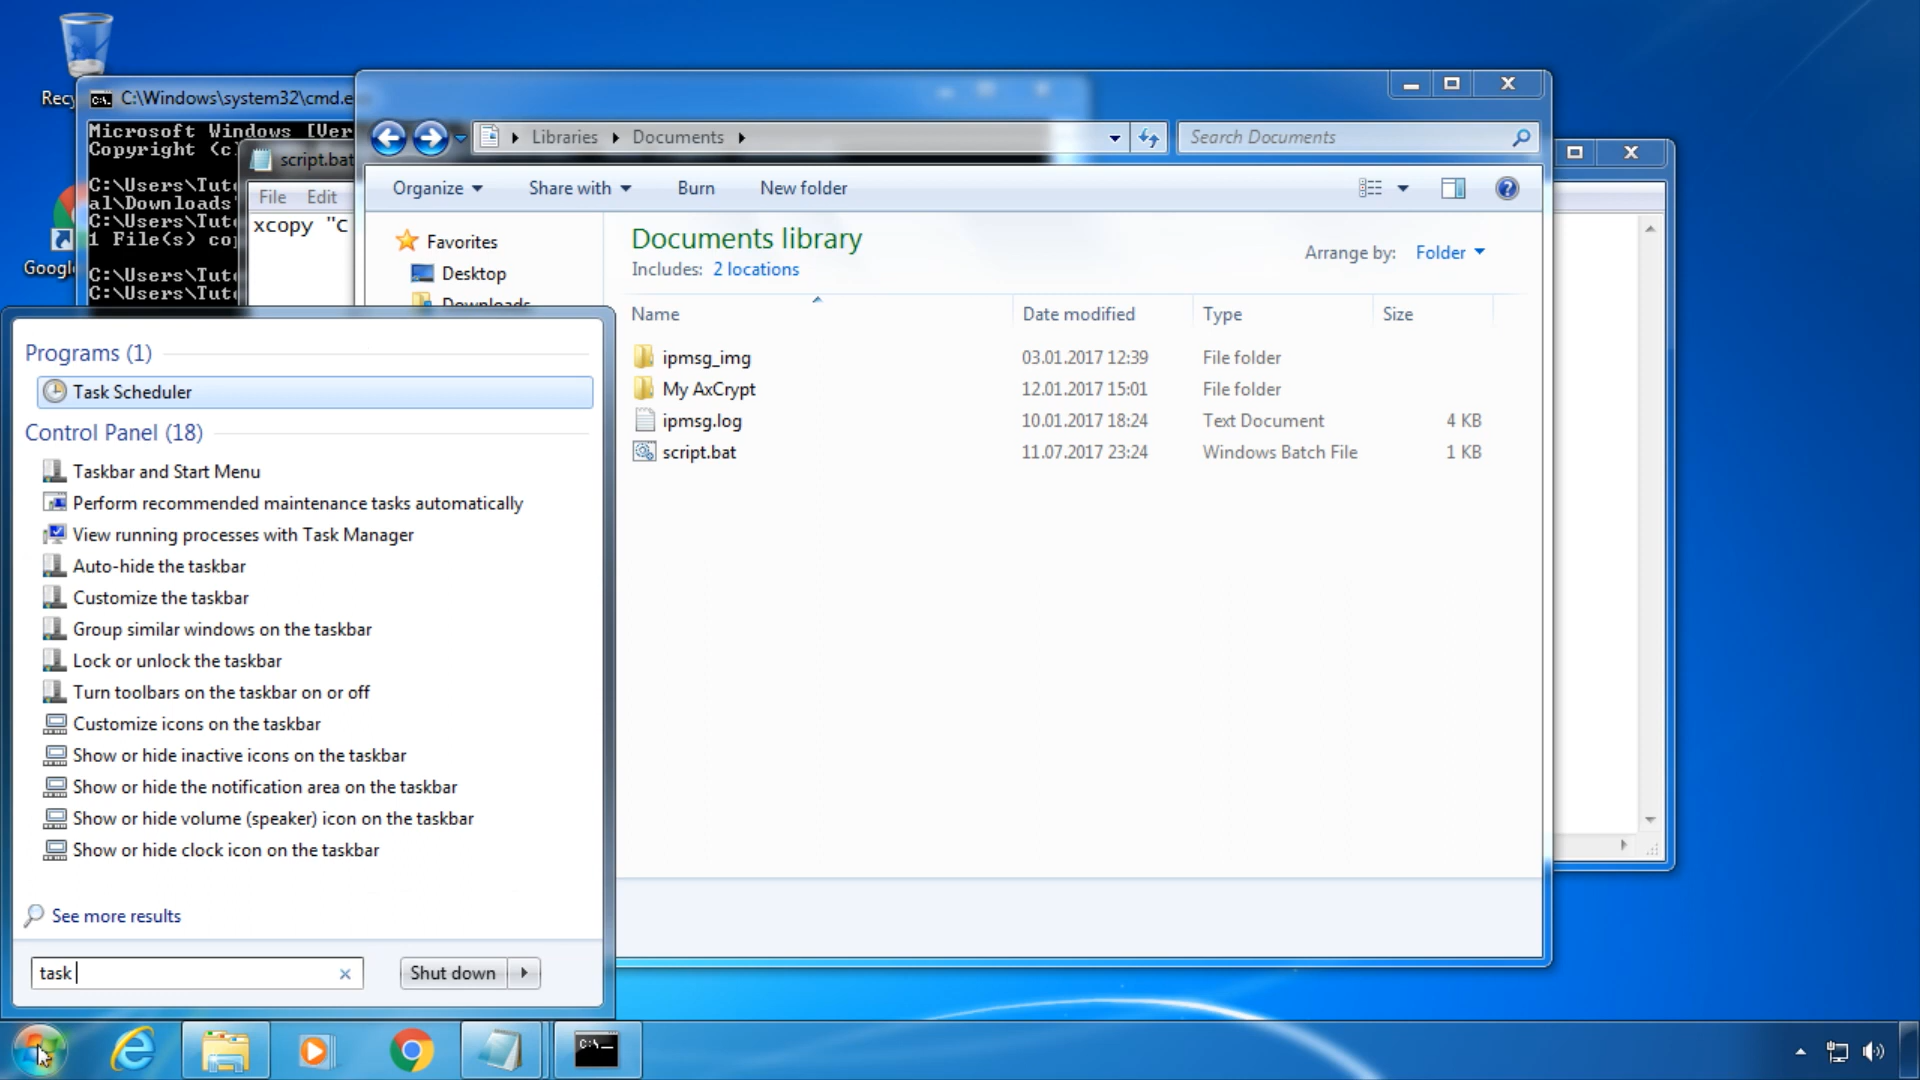 Recy
C:\Windows\system32\cmd.e
Microsoft Windows [Ver
Copyright (c)
C:\Users\Tut
al\Downloads
C:\Users\Tut
1 File(s) co
C:\Users\Tut
C:\Users\Tut
Google
script.bat
File Edit
xcopy "C
Libraries Documents
Search Documents
Organize Share with Burn New folder
Favorites
Desktop
Downloads
Documents library
Includes: 2 locations
Arrange by: Folder
Name Date modified Type Size
ipmsg_img 03.01.2017 12:39 File folder
My AxCrypt 12.01.2017 15:01 File folder
ipmsg.log 10.01.2017 18:24 Text Document 4 KB
script.bat 11.07.2017 23:24 Windows Batch File 1 KB
Programs (1)
Task Scheduler
Control Panel (18)
Taskbar and Start Menu
Perform recommended maintenance tasks automatically
View running processes with Task Manager
Auto-hide the taskbar
Customize the taskbar
Group similar windows on the taskbar
Lock or unlock the taskbar
Turn toolbars on the taskbar on or off
Customize icons on the taskbar
Show or hide inactive icons on the taskbar
Show or hide the notification area on the taskbar
Show or hide volume (speaker) icon on the taskbar
Show or hide clock icon on the taskbar
See more results
task
Shut down